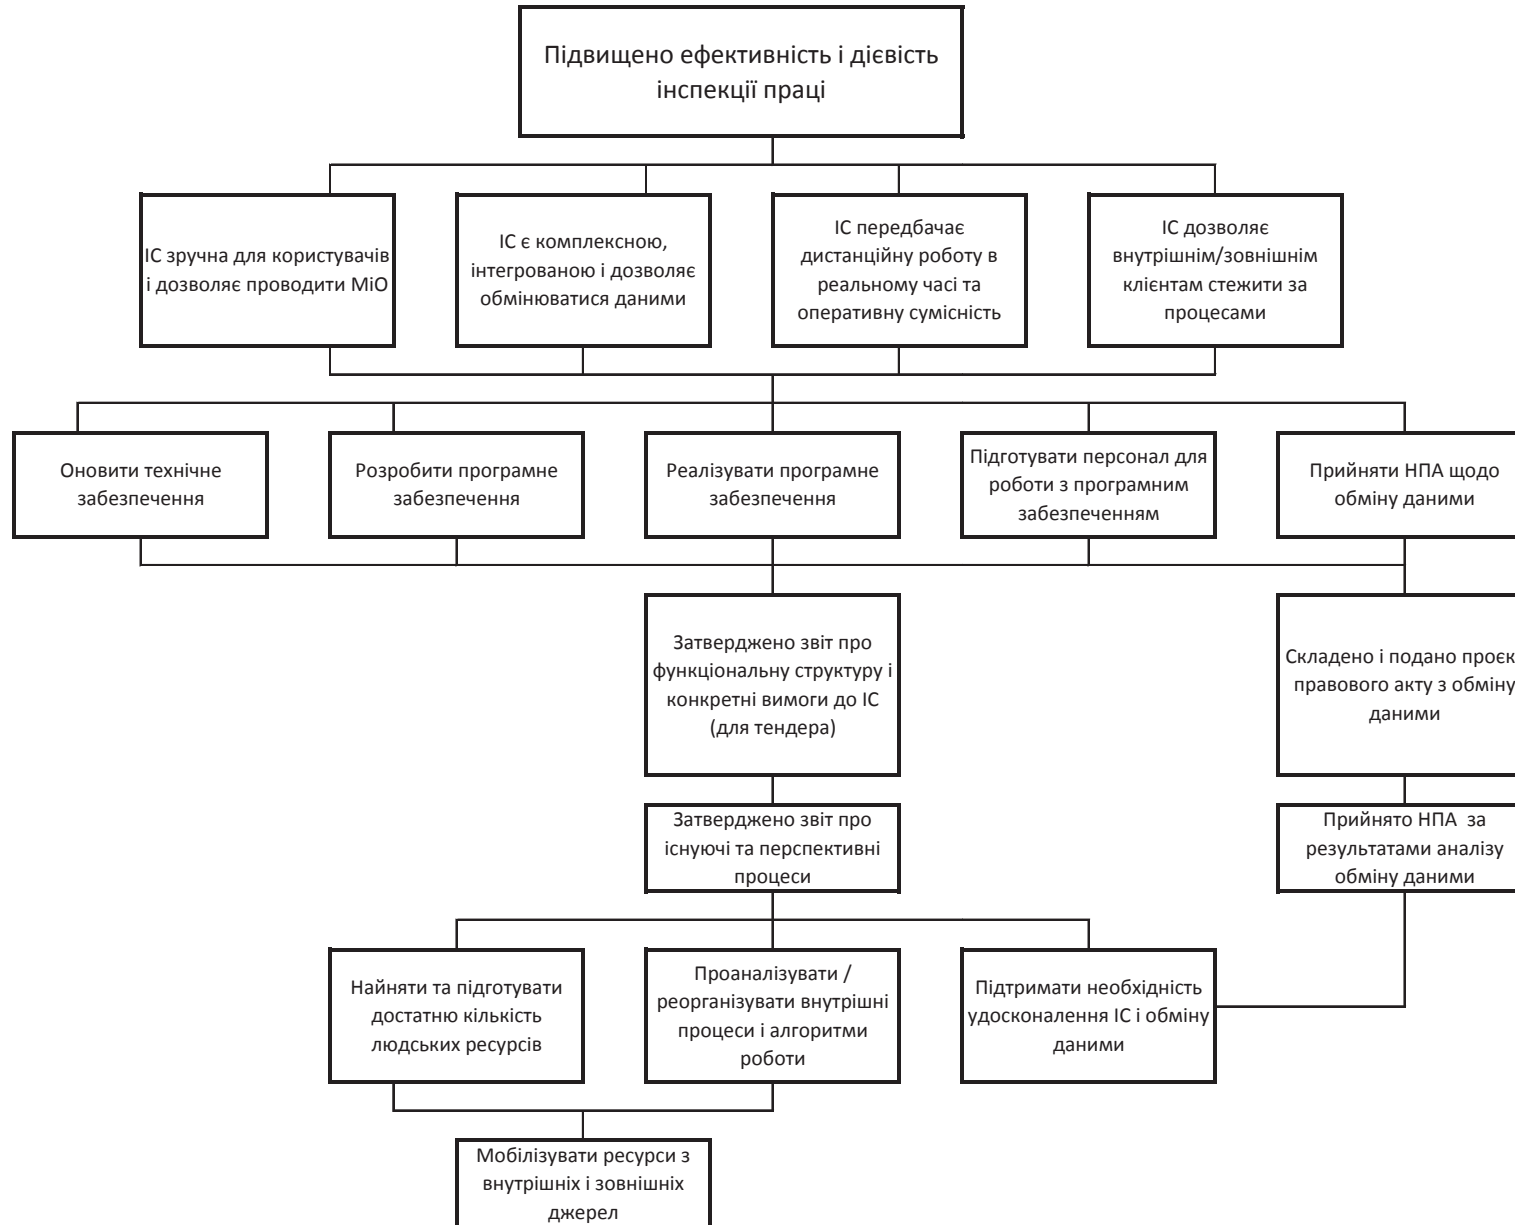 Підвищено ефективність і дієвість
інспекції праці
ІС зручна для користувачів
і дозволяє проводити МіО
ІС є комплексною,
інтегрованою і дозволяє
обмінюватися даними
ІС передбачає
дистанційну роботу в
реальному часі та
оперативну сумісність
ІС дозволяє
внутрішнім/зовнішнім
клієнтам стежити за
процесами
Оновити технічне
забезпечення
Розробити програмне
забезпечення
Реалізувати програмне
забезпечення
Підготувати персонал для
роботи з програмним
забезпеченням
Прийняти НПА щодо
обміну даними
Затверджено звіт про
функціональну структуру і
конкретні вимоги до ІС
(для тендера)
Складено і подано проєк
правового акту з обміну
даними
Затверджено звіт про
існуючі та перспективні
процеси
Прийнято НПА за
результатами аналізу
обміну даними
Найняти та підготувати
достатню кількість
людських ресурсів
Проаналізувати /
реорганізувати внутрішні
процеси і алгоритми
роботи
Підтримати необхідність
удосконалення ІС і обміну
даними
Мобілізувати ресурси з
внутрішніх і зовнішніх
джерел